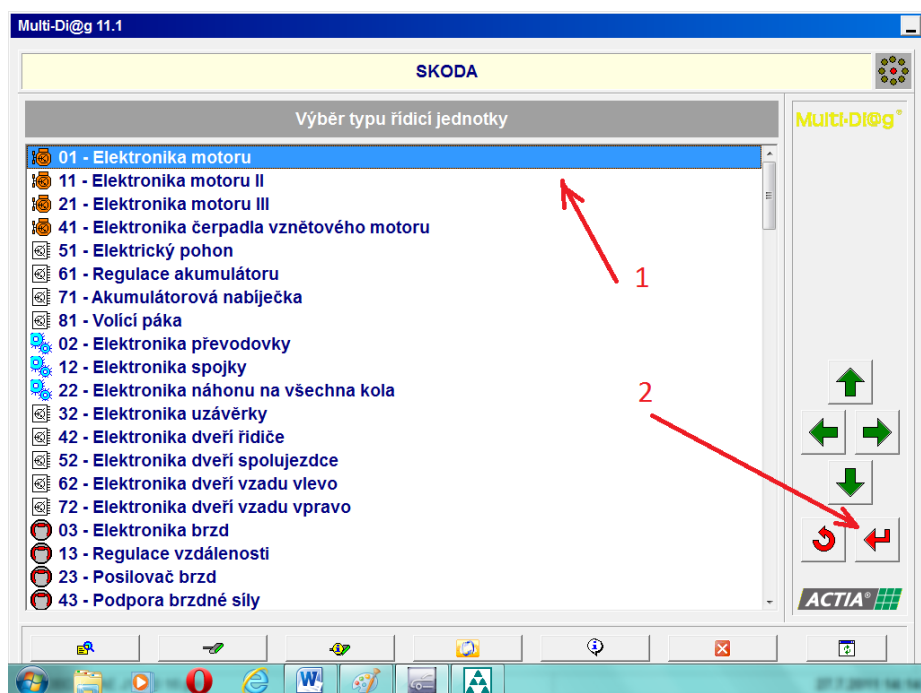 Multi-Di@g 11.1
SKODA
Výběr typu řídicí jednotky
Multi-Di@g®
01 - Elektronika motoru
11 - Elektronika motoru II
21 - Elektronika motoru III
41 - Elektronika čerpadla vznětového motoru
51 - Elektrický pohon
61 - Regulace akumulátoru
1
71 - Akumulátorová nabíječka
81 - Volicí páka
02 - Elektronika převodovky
12 - Elektronika spojky
22 - Elektronika náhonu na všechna kola
2
32 - Elektronika uzávěrky
42 - Elektronika dveří řidiče
52 - Elektronika dveří spolujezdce
62 - Elektronika dveří vzadu vlevo
72 - Elektronika dveří vzadu vpravo
03 - Elektronika brzd
13 - Regulace vzdálenosti
23 - Posilovač brzd
43 - Podpora brzdné síly
ACTIA®